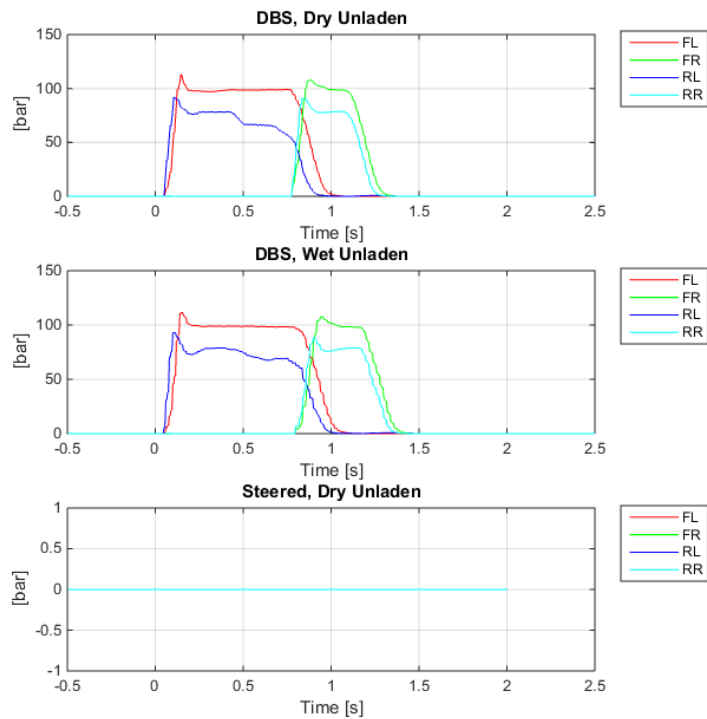 DBS, Dry Unladen
150
100
50
0
[bar]
-0.5 0 0.5 1 1.5 2 2.5
Time [s]
FL
FR
RL
RR
DBS, Wet Unladen
150
100
50
0
[bar]
-0.5 0 0.5 1 1.5 2 2.5
Time [s]
FL
FR
RL
RR
Steered, Dry Unladen
1
0.5
0
-0.5
-1
[bar]
-0.5 0 0.5 1 1.5 2 2.5
Time [s]
FL
FR
RL
RR